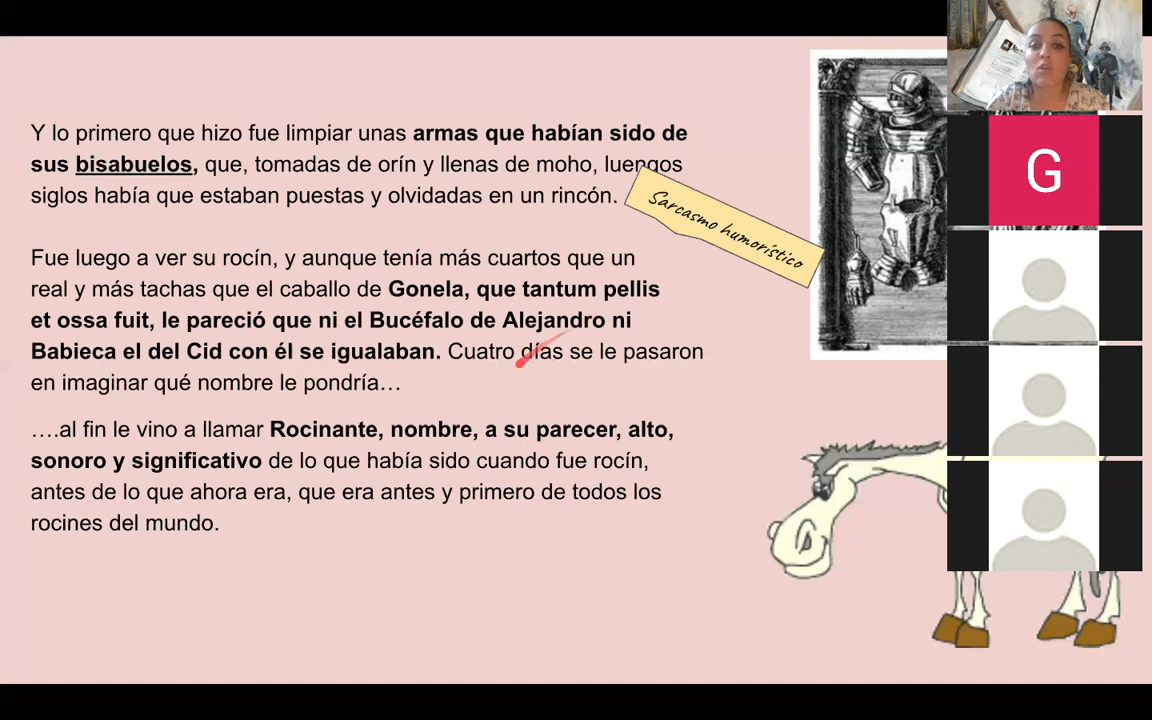 Y lo primero que hizo fue limpiar unas armas que habían sido de
sus bisabuelos, que, tomadas de orín y llenas de moho, luengos
siglos había que estaban puestas y olvidadas en un rincón.
Sarcasmo humorístico
Fue luego a ver su rocín, y aunque tenía más cuartos que un
real y más tachas que el caballo de Gonela, que tantum pellis
et ossa fuit, le pareció que ni el Bucéfalo de Alejandro ni
Babieca el del Cid con él se igualaban. Cuatro días se le pasaron
en imaginar qué nombre le pondría…
….al fin le vino a llamar Rocinante, nombre, a su parecer, alto,
sonoro y significativo de lo que había sido cuando fue rocín,
antes de lo que ahora era, que era antes y primero de todos los
rocines del mundo.
G